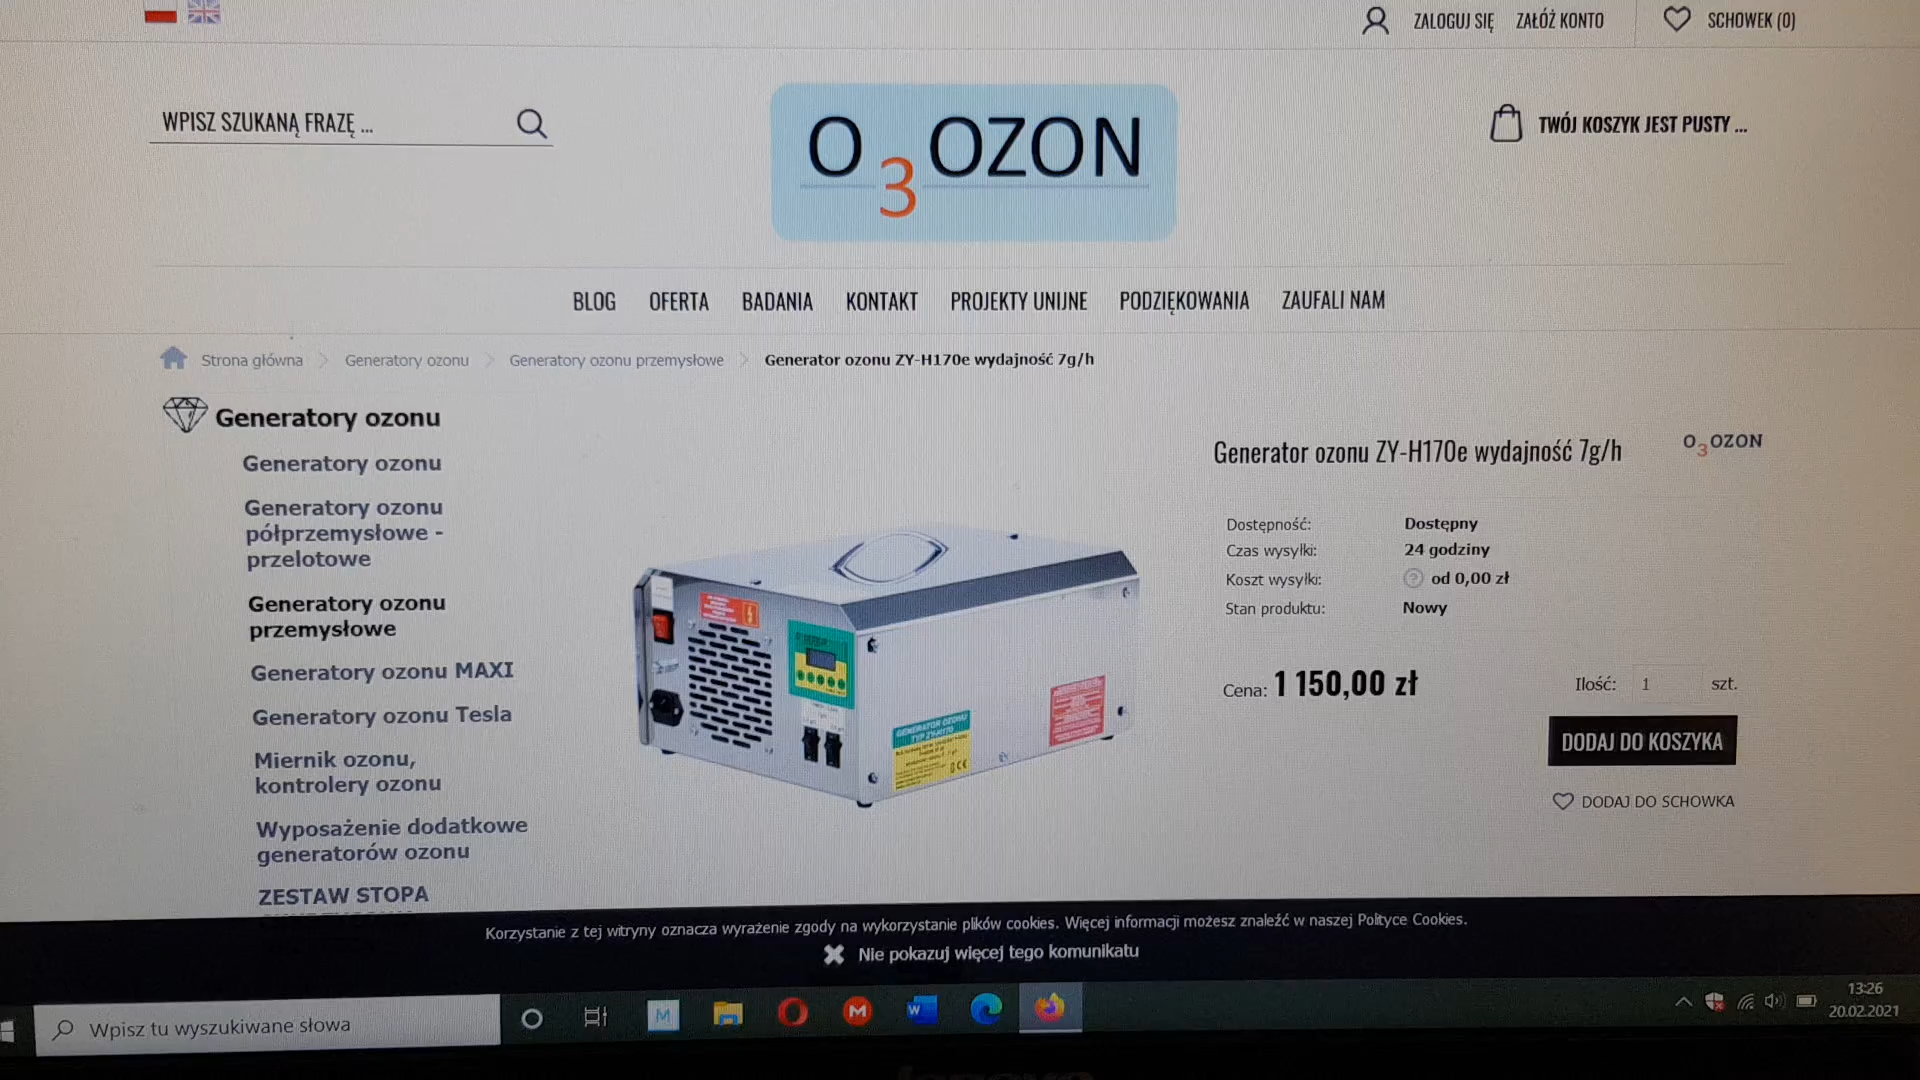 ZALOGUJ SIĘ ZAŁÓŻ KONTO SCHOWEK (0)
WPISZ SZUKANĄ FRAZĘ ...
O3OZON
TWÓJ KOSZYK JEST PUSTY ...
BLOG OFERTA BADANIA KONTAKT PROJEKTY UNIJNE PODZIĘKOWANIA ZAUFALI NAM
Strona główna Generatory ozonu Generatory ozonu przemysłowe Generator ozonu ZY-H170e wydajność 7g/h
Generatory ozonu
Generatory ozonu
Generatory ozonu
półprzemysłowe -
przelotowe
Generatory ozonu
przemysłowe
Generatory ozonu MAXI
Generatory ozonu Tesla
Miernik ozonu,
kontrolery ozonu
Wyposażenie dodatkowe
generatorów ozonu
ZESTAW STOPA
GENERATOR OZONU
TYP ZY-H170
CE
Generator ozonu ZY-H170e wydajność 7g/h
O3OZON
Dostępność: Dostępny
Czas wysyłki: 24 godziny
Koszt wysyłki: ? od 0,00 zł
Stan produktu: Nowy
Cena: 1 150,00 zł
Ilość: 1 szt.
DODAJ DO KOSZYKA
DODAJ DO SCHOWKA
Korzystanie z tej witryny oznacza wyrażenie zgody na wykorzystanie plików cookies. Więcej informacji możesz znaleźć w naszej Polityce Cookies.
Nie pokazuj więcej tego komunikatu
Wpisz tu wyszukiwane słowa
M
M
W
13:26
20.02.2021